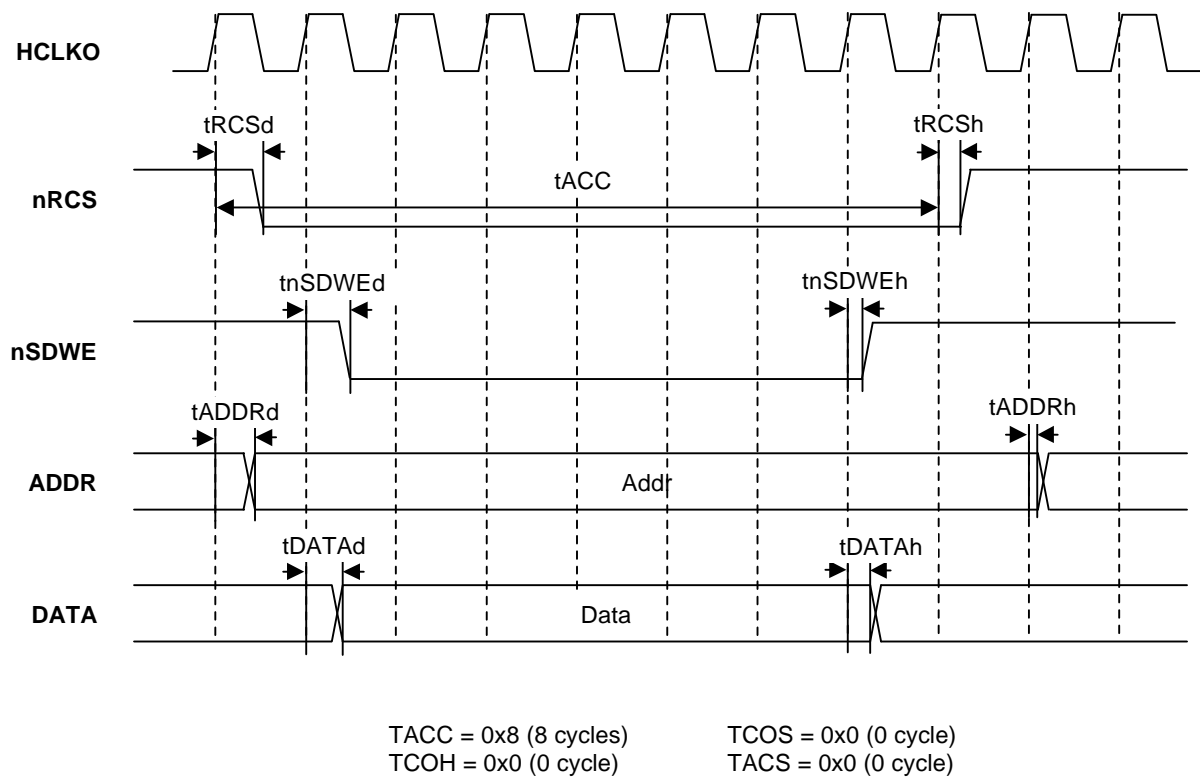 HCLKO
tRCSd
tRCSh
tACC
nRCS
tnSDWEd
tnSDWEh
nSDWE
tADDRd
tADDRh
ADDR
Addr
tDATAd
tDATAh
DATA
Data
TACC = 0x8 (8 cycles)
TCOS = 0x0 (0 cycle)
TCOH = 0x0 (0 cycle)
TACS = 0x0 (0 cycle)